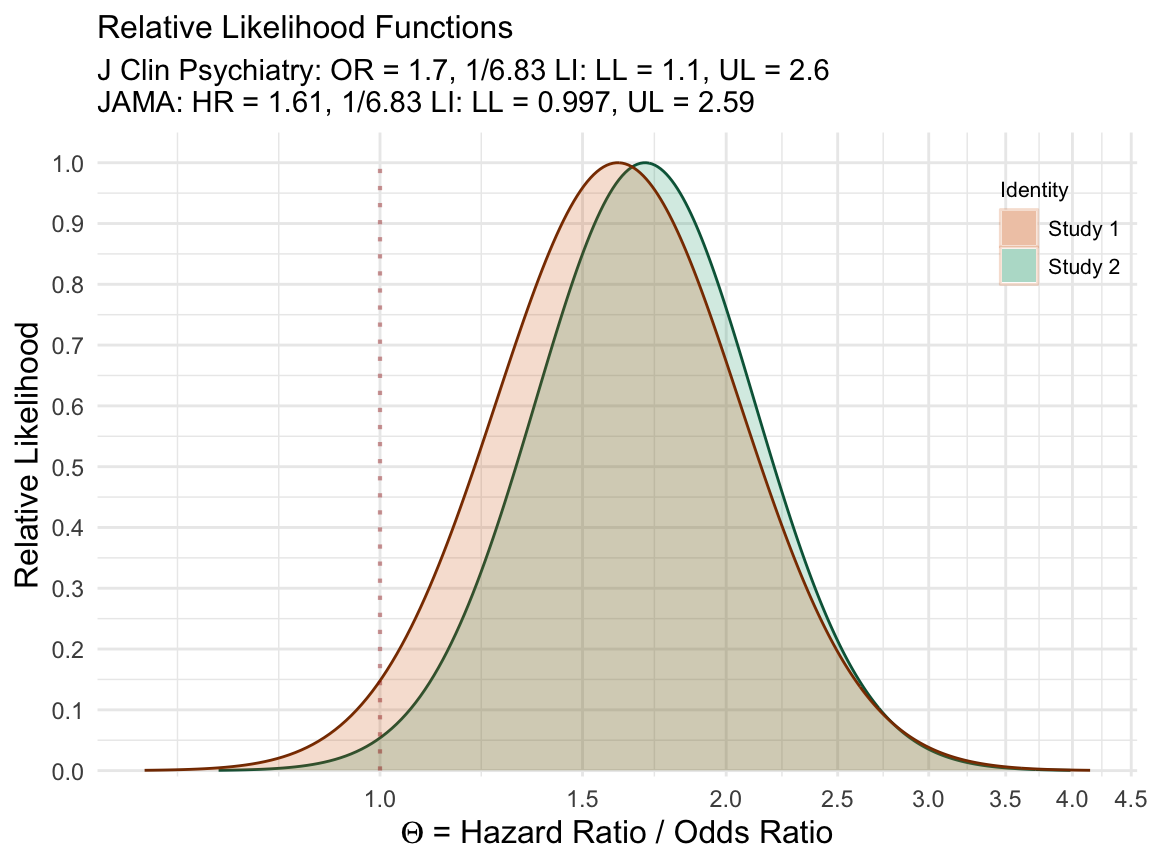 Relative Likelihood Functions
J Clin Psychiatry: OR = 1.7, 1/6.83 LI: LL = 1.1, UL = 2.6
JAMA: HR = 1.61, 1/6.83 LI: LL = 0.997, UL = 2.59
Relative Likelihood
1.0
0.9
0.8
0.7
0.6
0.5
0.4
0.3
0.2
0.1
0.0
Identity
Study 1
Study 2
1.0 1.5 2.0 2.5 3.0 3.5 4.0 4.5
Θ = Hazard Ratio / Odds Ratio